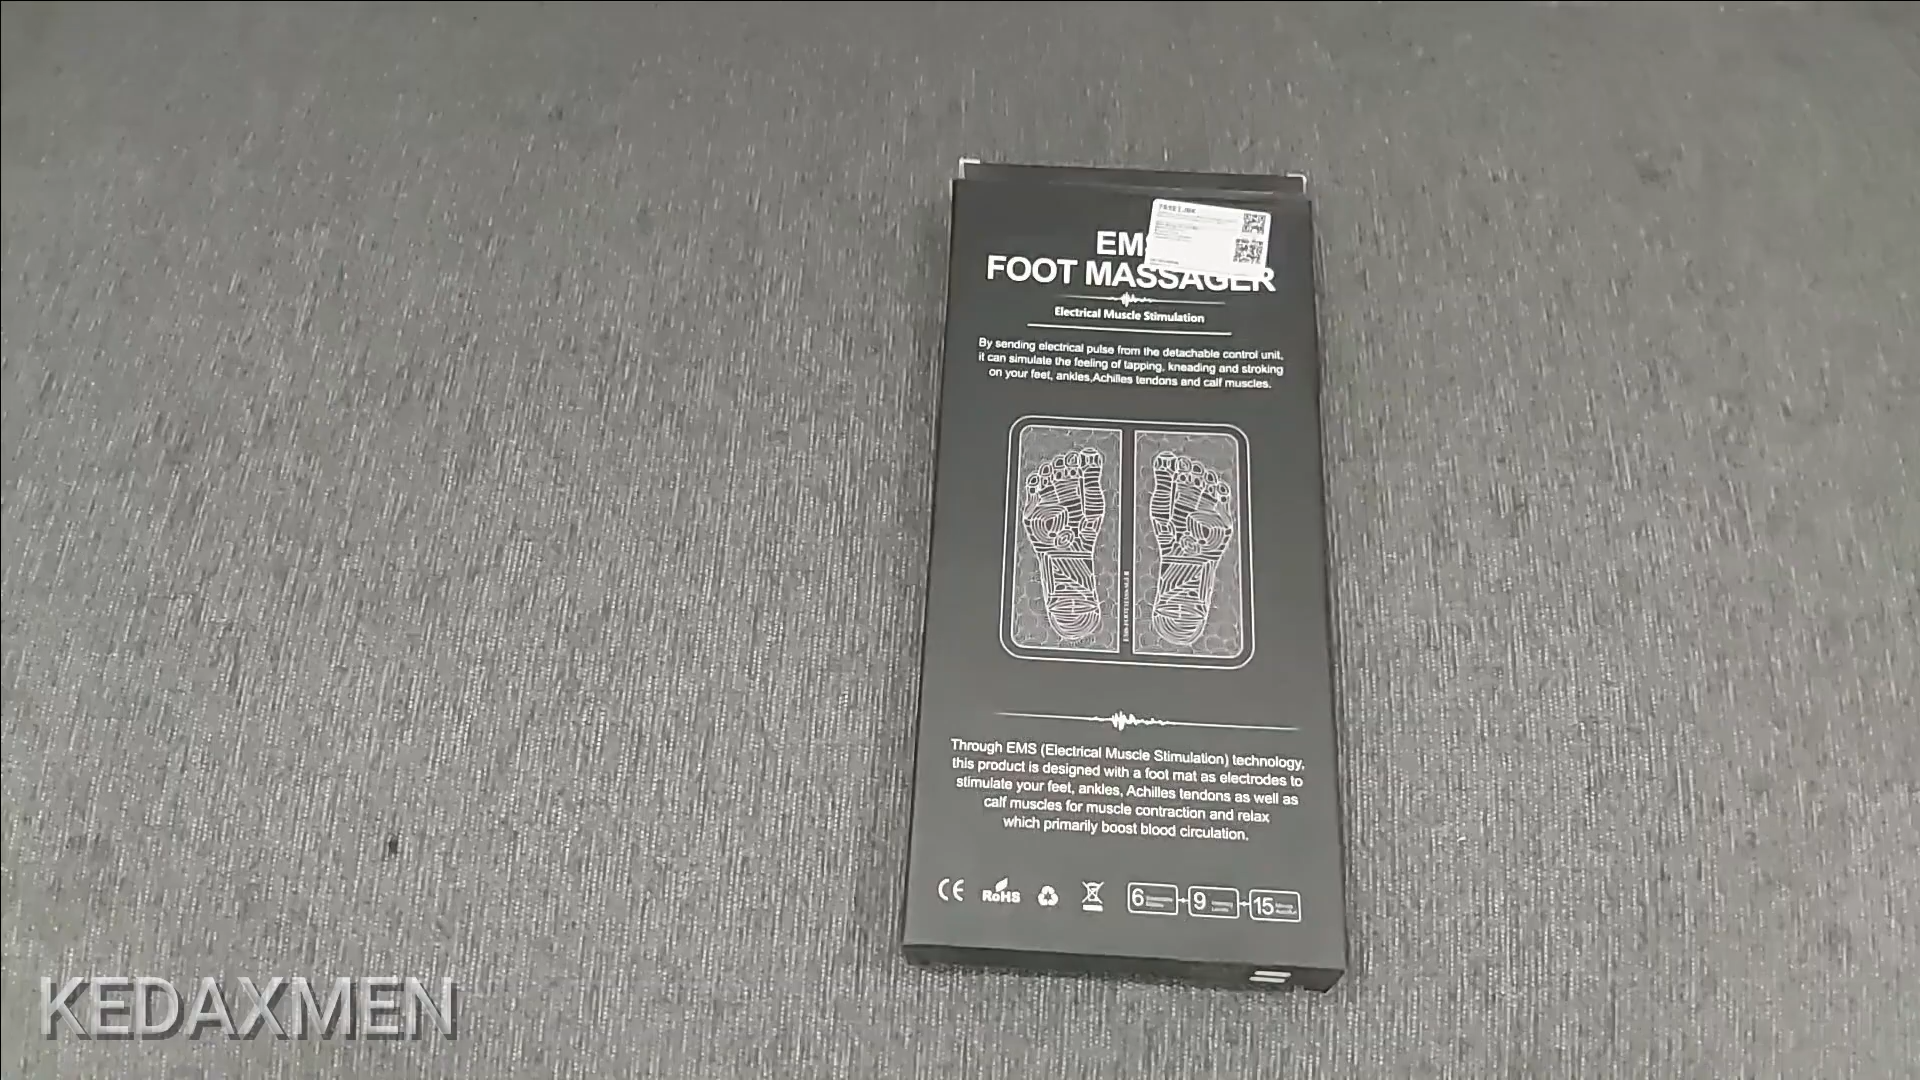 EMS
FOOT MASSAGER
Electrical Muscle Stimulation
By sending electrical pulse from the detachable control unit,
it can simulate the feeling of tapping, kneading and stroking
on your feet, ankles,Achilles tendons and calf muscles.
Through EMS (Electrical Muscle Stimulation) technology,
this product is designed with a foot mat as electrodes to
stimulate your feet, ankles, Achilles tendons as well as
calf muscles for muscle contraction and relax
which primarily boost blood circulation.
CE RoHS 6 9 15
KEDAXMEN